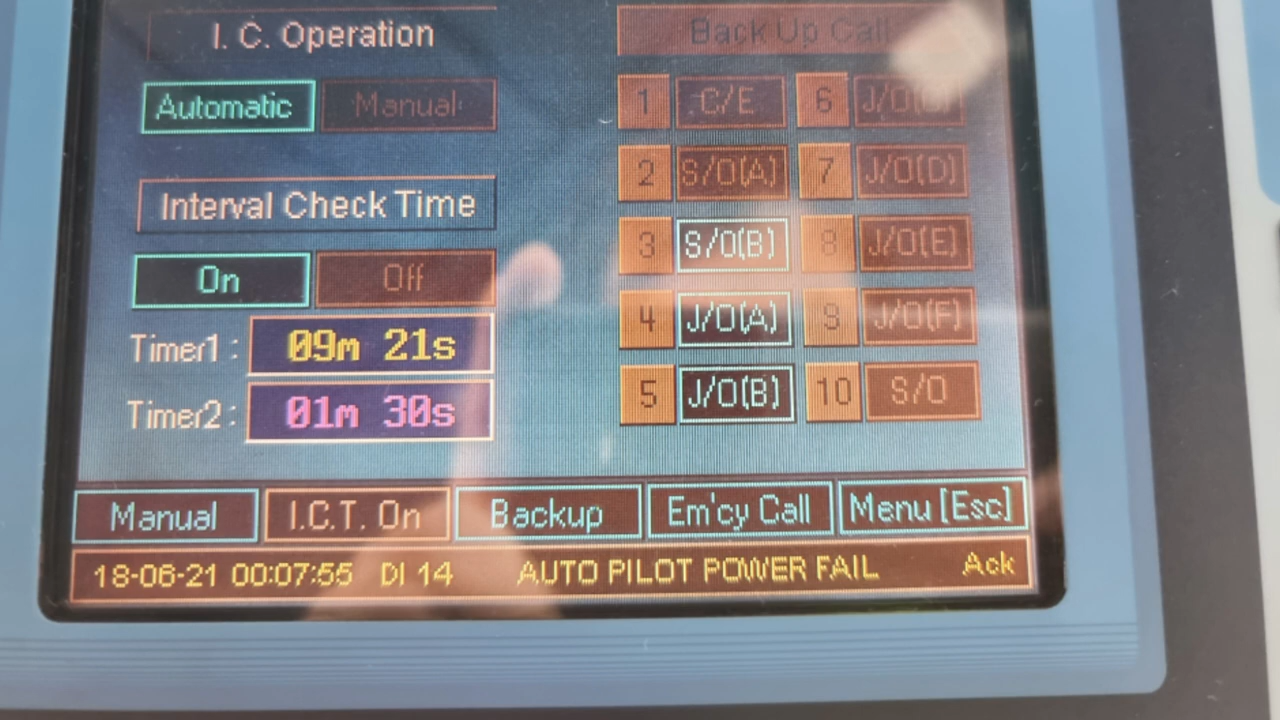 I. C. Operation
Automatic Manual
Interval Check Time
On Off
Timer1 : 09m 21s
Timer2 : 01m 30s
Back Up Call
1 C/E 6
2 S/O(A) 7 J/O(D)
3 S/O(B) 8 J/O(E)
4 J/O(A) 9 J/O(F)
5 J/O(B) 10 S/O
Manual I.C.T. On Backup Em'cy Call Menu [Esc]
18-06-21 00:07:55 DI 14 AUTO PILOT POWER FAIL Ack